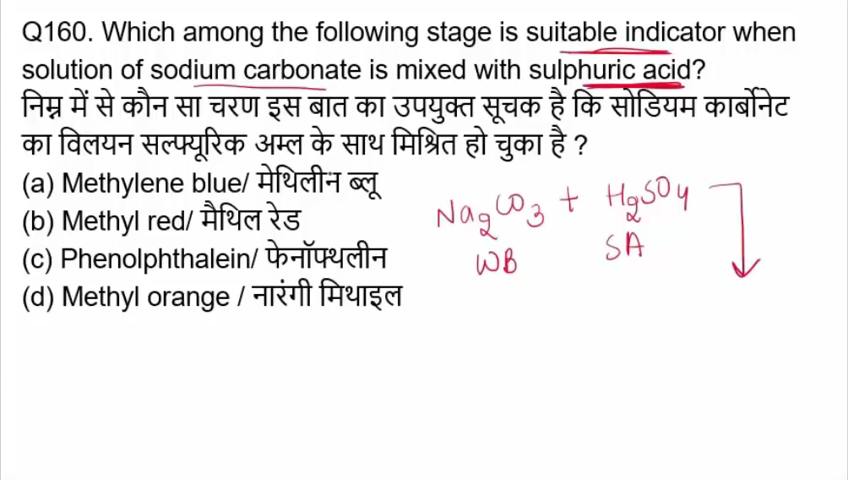 Q160. Which among the following stage is suitable indicator when
solution of sodium carbonate is mixed with sulphuric acid?
निम्न में से कौन सा चरण इस बात का उपयुक्त सूचक है कि सोडियम कार्बोनेट
का विलयन सल्फ्यूरिक अम्ल के साथ मिश्रित हो चुका है ?
(a) Methylene blue/ मेथिलीन ब्लू
(b) Methyl red/ मैथिल रेड
(c) Phenolphthalein/ फेनॉफ्थलीन
(d) Methyl orange / नारंगी मिथाइल
Na2CO3 + H2SO4
WB SA